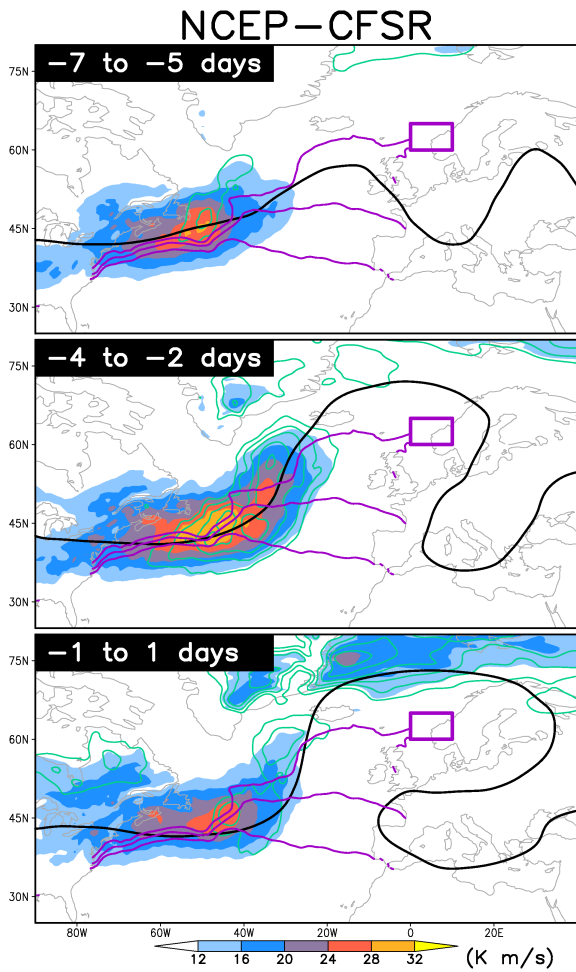 NCEP−CFSR
−7 to −5 days
75N
60N
45N
30N
−4 to −2 days
75N
60N
45N
30N
−1 to 1 days
75N
60N
45N
30N
80W 60W 40W 20W 0 20E
12 16 20 24 28 32 (K m/s)